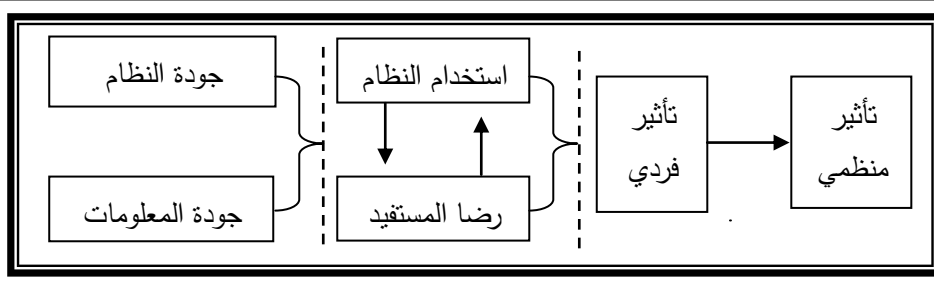 جودة النظام
استخدام النظام
تأثير
فردي
تأثير
منظمي
جودة المعلومات
رضا المستفيد